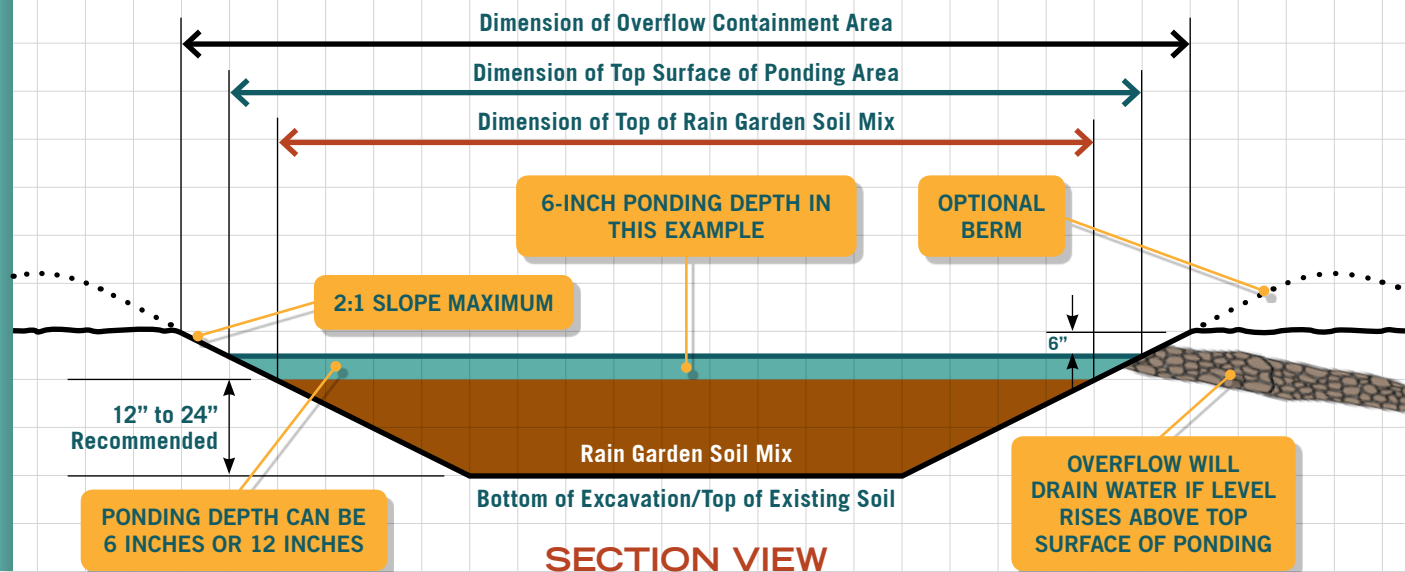 Dimension of Overflow Containment Area
Dimension of Top Surface of Ponding Area
Dimension of Top of Rain Garden Soil Mix
6-INCH PONDING DEPTH IN
THIS EXAMPLE
OPTIONAL
BERM
2:1 SLOPE MAXIMUM
6”
12” to 24”
Recommended
Rain Garden Soil Mix
Bottom of Excavation/Top of Existing Soil
PONDING DEPTH CAN BE
6 INCHES OR 12 INCHES
OVERFLOW WILL
DRAIN WATER IF LEVEL
RISES ABOVE TOP
SURFACE OF PONDING
SECTION VIEW